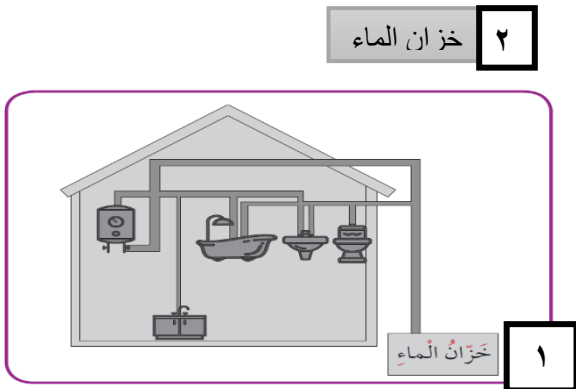 ٢ خزان الماء
خَزّانُ الْماءِ ١